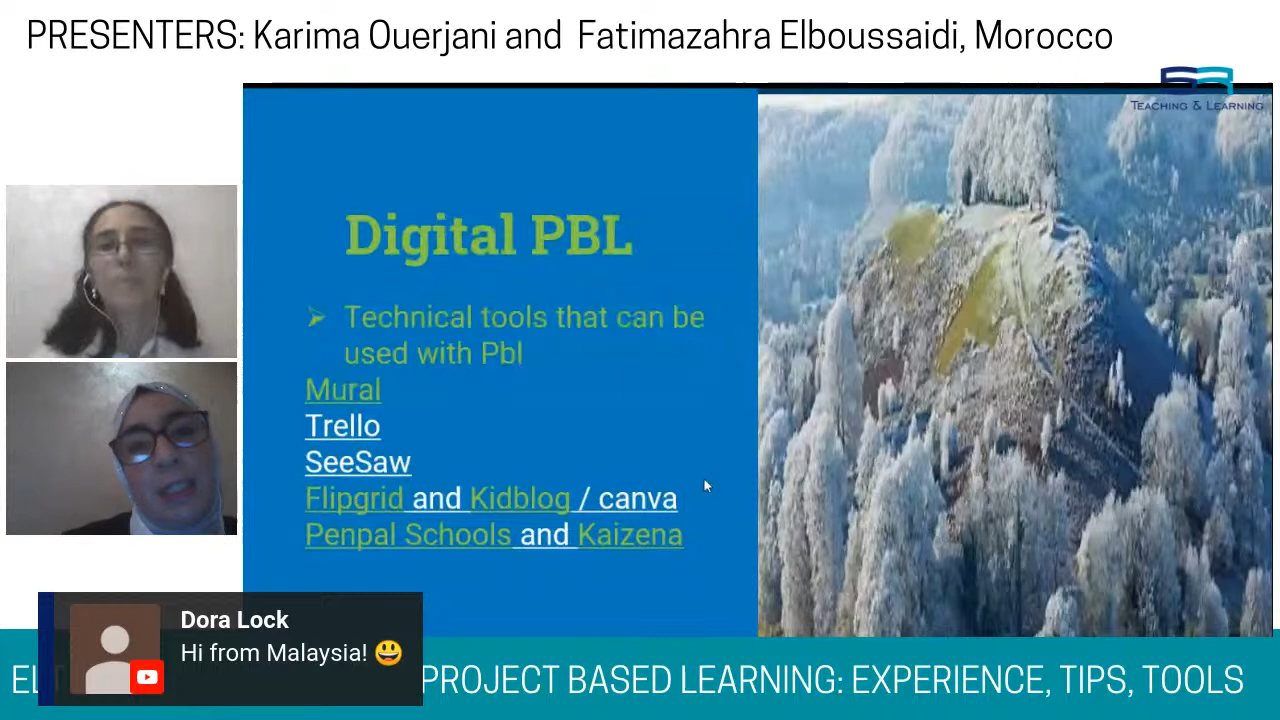 PRESENTERS: Karima Ouerjani and Fatimazahra Elboussaidi, Morocco
TEACHING & LEARNING
Digital PBL
➢ Technical tools that can be
used with Pbl
Mural
Trello
SeeSaw
Flipgrid and Kidblog / canva
Penpal Schools and Kaizena
Dora Lock
Hi from Malaysia! 😃
PROJECT BASED LEARNING: EXPERIENCE, TIPS, TOOLS